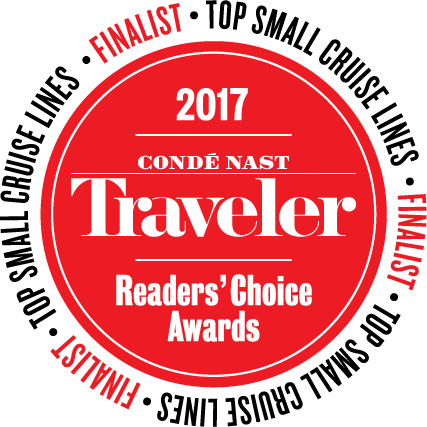 2017
CONDÉ NAST
Traveler
Readers' Choice
Awards
• FINALIST • TOP SMALL CRUISE LINES • FINALIST • TOP SMALL CRUISE LINES • FINALIST • TOP SMALL CRUISE LINES